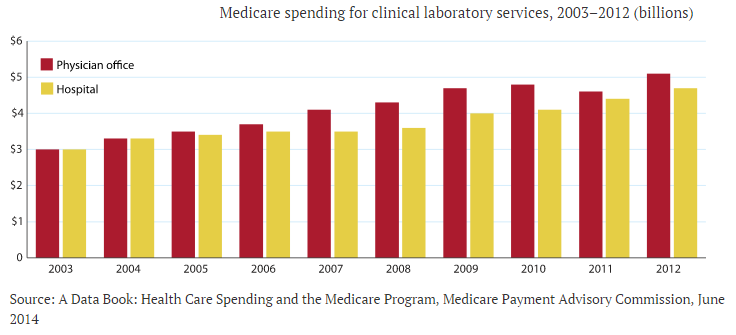 Medicare spending for clinical laboratory services, 2003–2012 (billions)
$6
$5
$4
$3
$2
$1
0
Physician office
Hospital
2003 2004 2005 2006 2007 2008 2009 2010 2011 2012
Source: A Data Book: Health Care Spending and the Medicare Program, Medicare Payment Advisory Commission, June
2014